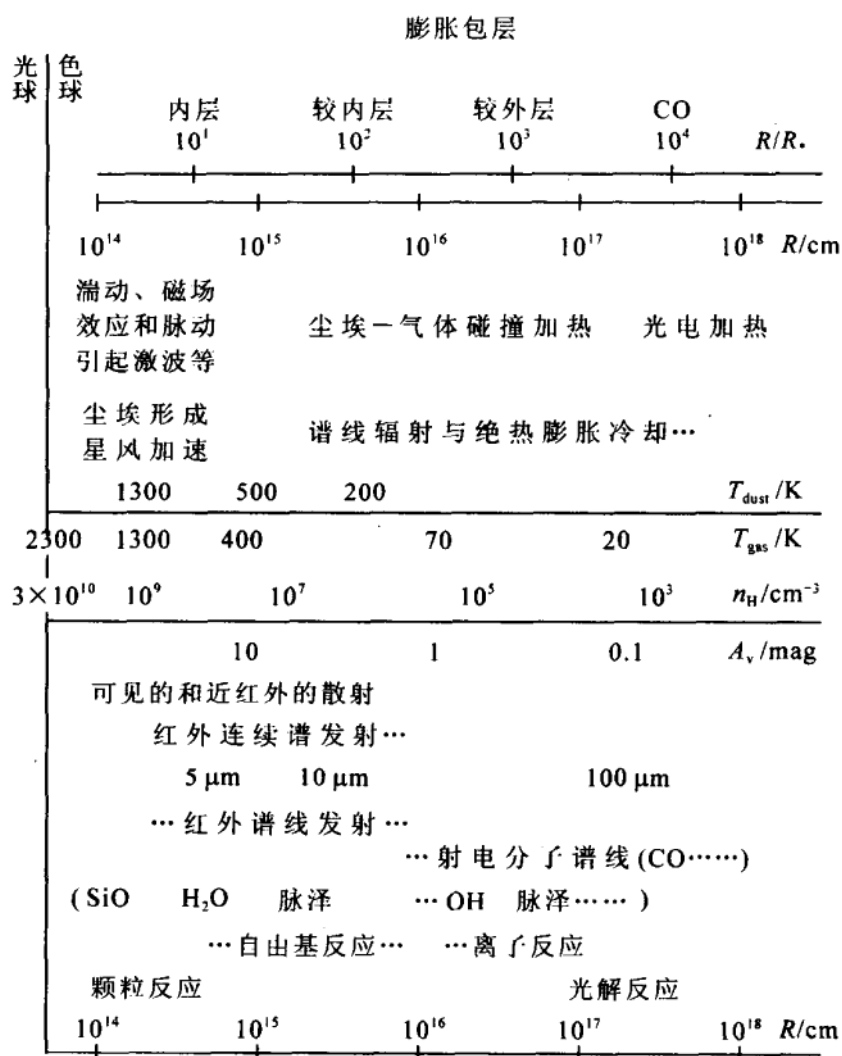 膨胀包层
光球 色球
内层 较内层 较外层 CO
10¹ 10² 10³ 10⁴ R/R*
10¹⁴ 10¹⁵ 10¹⁶ 10¹⁷ 10¹⁸ R/cm
湍动、磁场
效应和脉动 尘埃－气体碰撞加热 光电加热
引起激波等
尘埃形成
星风加速 谱线辐射与绝热膨胀冷却…
1300 500 200 T_dust/K
2300 1300 400 70 20 T_gas/K
3×10¹⁰ 10⁹ 10⁷ 10⁵ 10³ n_H/cm⁻³
10 1 0.1 A_v/mag
可见的和近红外的散射
红外连续谱发射…
5 μm 10 μm 100 μm
…红外谱线发射…
…射电分子谱线(CO……)
(SiO H₂O 脉泽 …OH 脉泽……)
…自由基反应… …离子反应
颗粒反应 光解反应
10¹⁴ 10¹⁵ 10¹⁶ 10¹⁷ 10¹⁸ R/cm